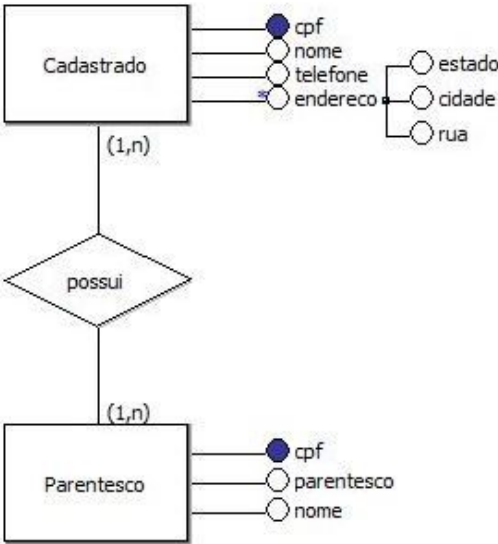 Cadastrado
cpf
nome
telefone
*endereco
estado
cidade
rua
(1,n)
possui
(1,n)
Parentesco
cpf
parentesco
nome